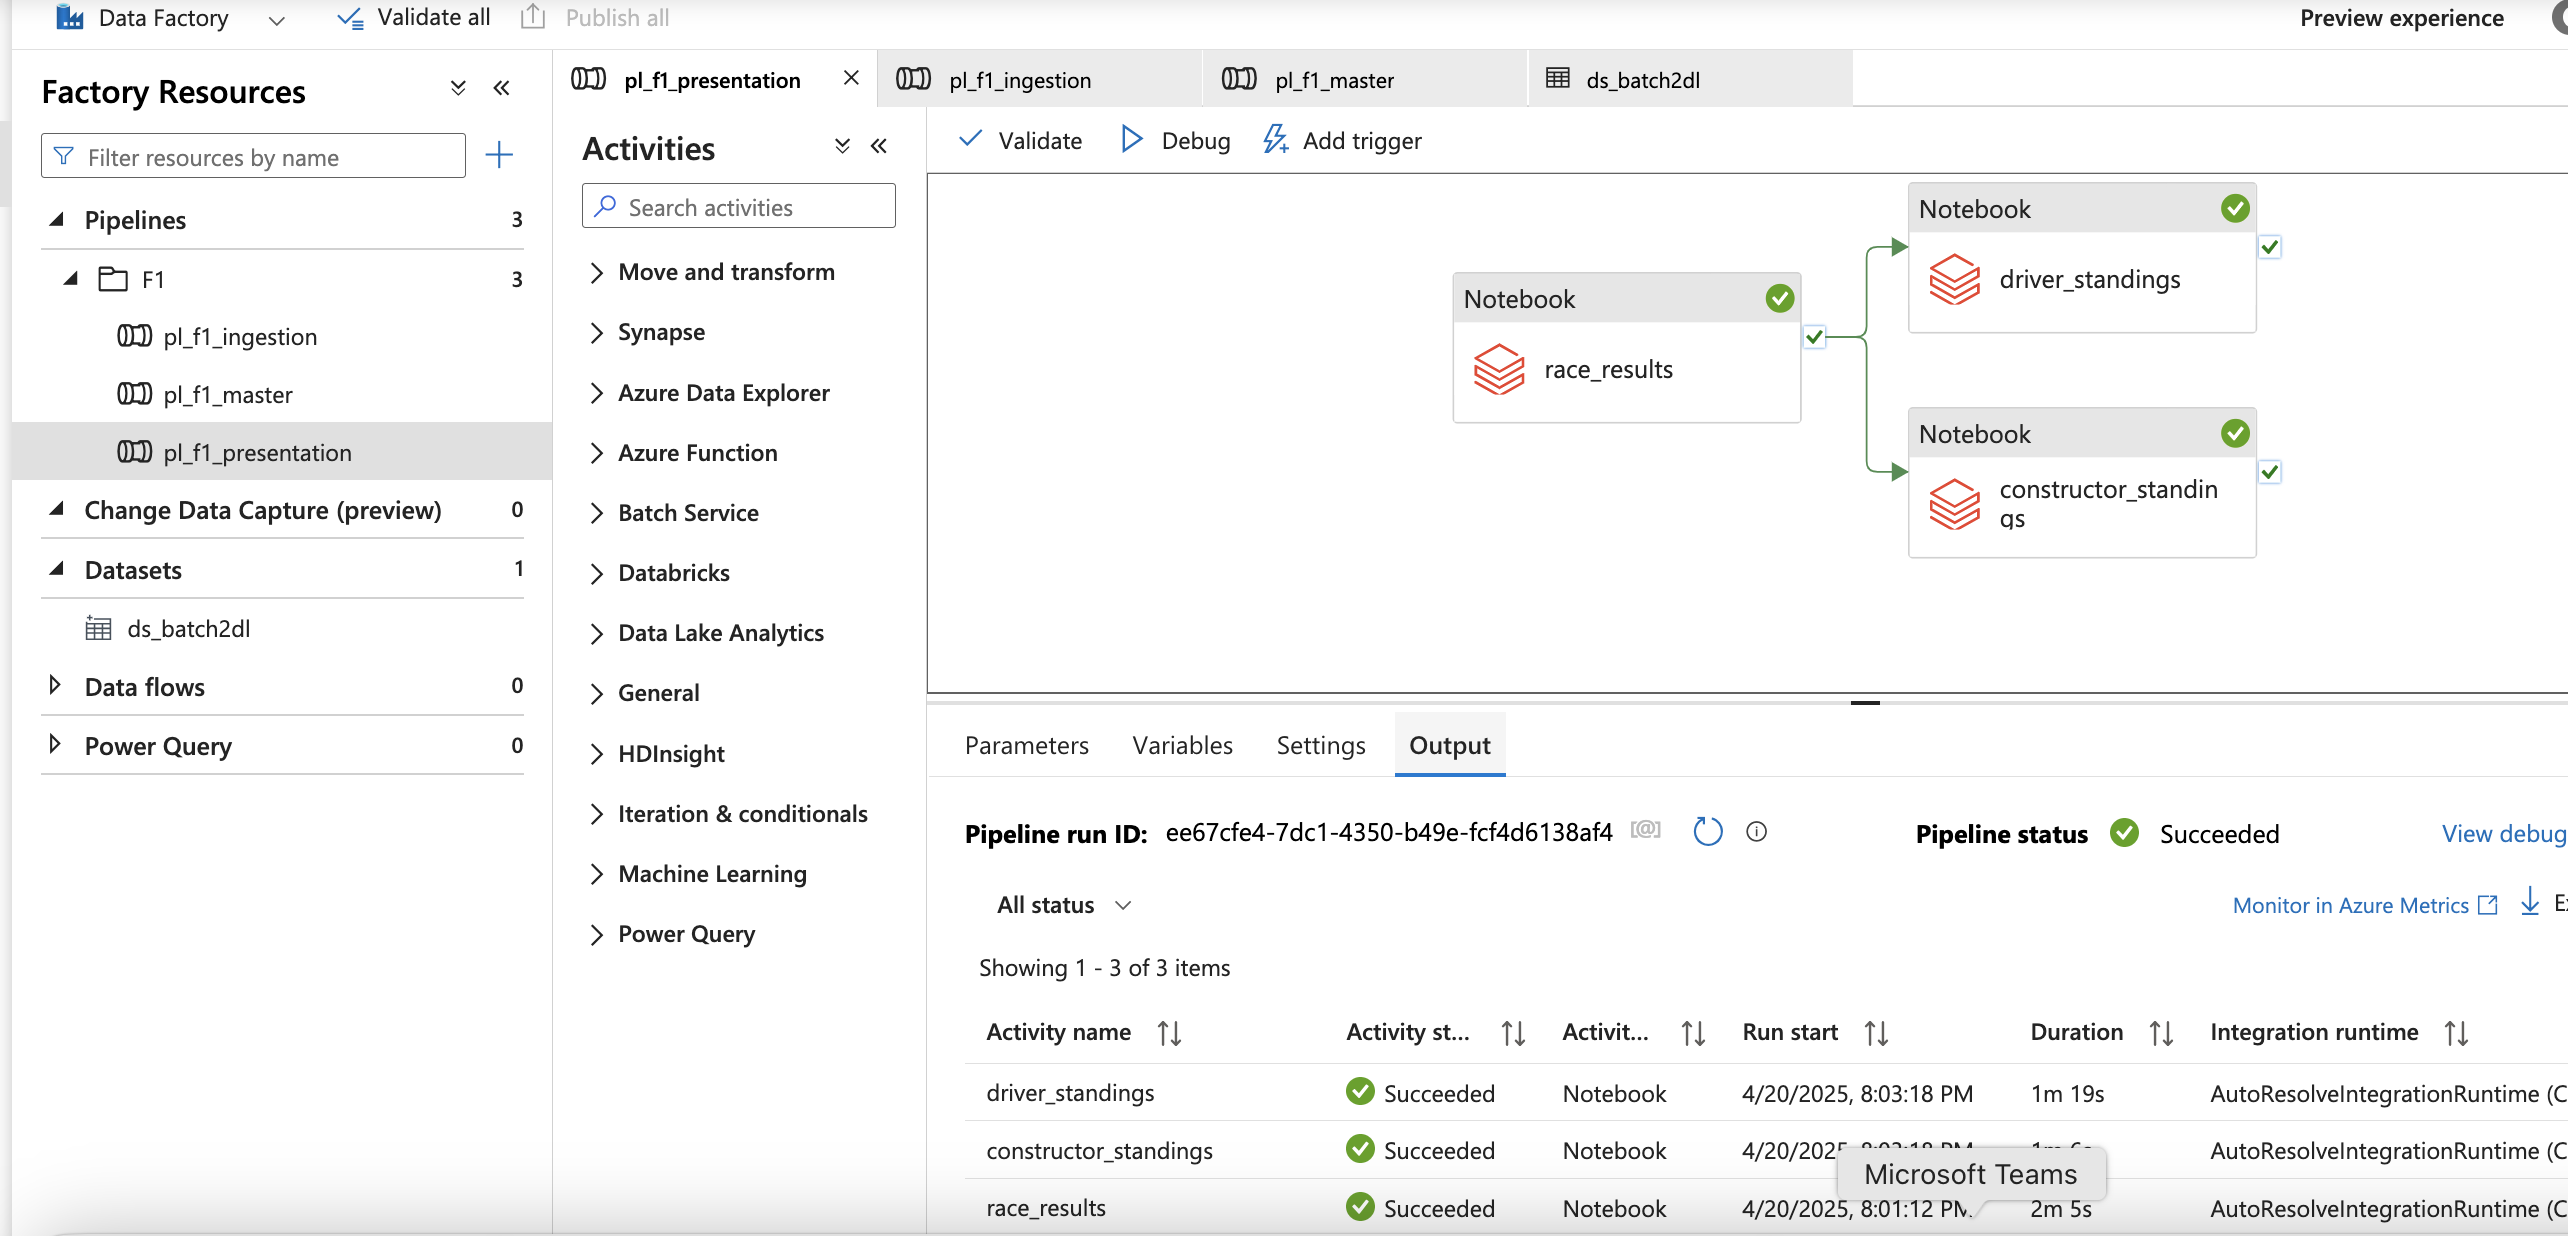 Data Factory
Validate all
Publish all
Preview experience
Factory Resources
Filter resources by name
Pipelines 3
F1 3
pl_f1_ingestion
pl_f1_master
pl_f1_presentation
Change Data Capture (preview) 0
Datasets 1
ds_batch2dl
Data flows 0
Power Query 0
pl_f1_presentation
pl_f1_ingestion
pl_f1_master
ds_batch2dl
Activities
Search activities
Move and transform
Synapse
Azure Data Explorer
Azure Function
Batch Service
Databricks
Data Lake Analytics
General
HDInsight
Iteration & conditionals
Machine Learning
Power Query
Validate
Debug
Add trigger
Notebook
race_results
Notebook
driver_standings
Notebook
constructor_standin
gs
Parameters
Variables
Settings
Output
Pipeline run ID: ee67cfe4-7dc1-4350-b49e-fcf4d6138af4
Pipeline status Succeeded
View debug
All status
Monitor in Azure Metrics
Showing 1 - 3 of 3 items
Activity name Activity st... Activit... Run start Duration Integration runtime
driver_standings Succeeded Notebook 4/20/2025, 8:03:18 PM 1m 19s AutoResolveIntegrationRuntime (C
constructor_standings Succeeded Notebook 4/20/2025, AutoResolveIntegrationRuntime (C
Microsoft Teams
race_results Succeeded Notebook 4/20/2025, 8:01:12 PM 2m 5s AutoResolveIntegrationRuntime (C